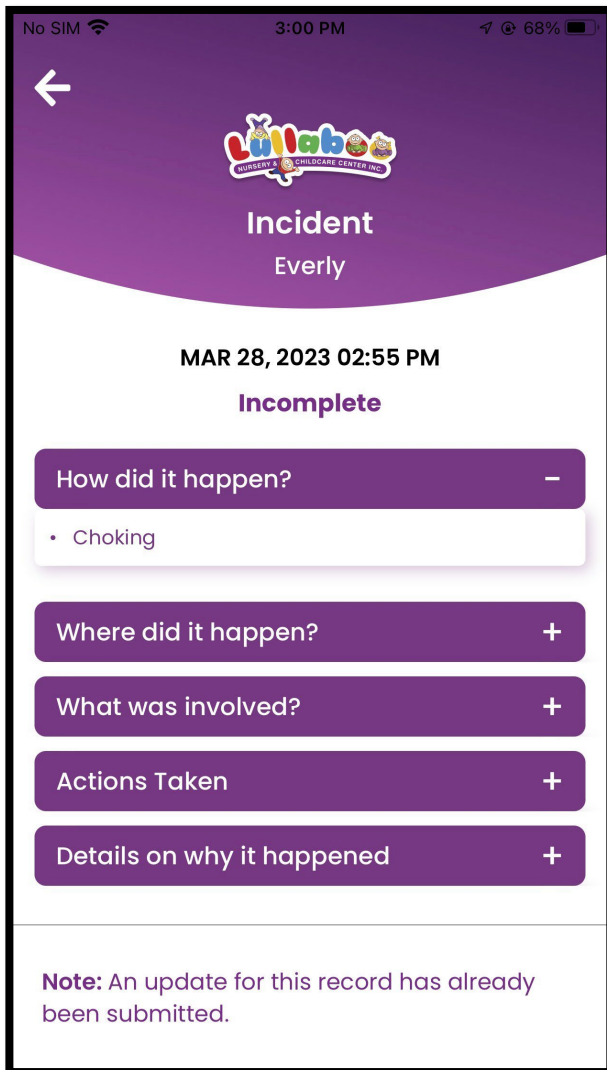 No SIM 3:00 PM 68%
Lullaboo
NURSERY & CHILDCARE CENTER INC.
Incident
Everly
MAR 28, 2023 02:55 PM
Incomplete
How did it happen? −
• Choking
Where did it happen? +
What was involved? +
Actions Taken +
Details on why it happened +
Note: An update for this record has already
been submitted.